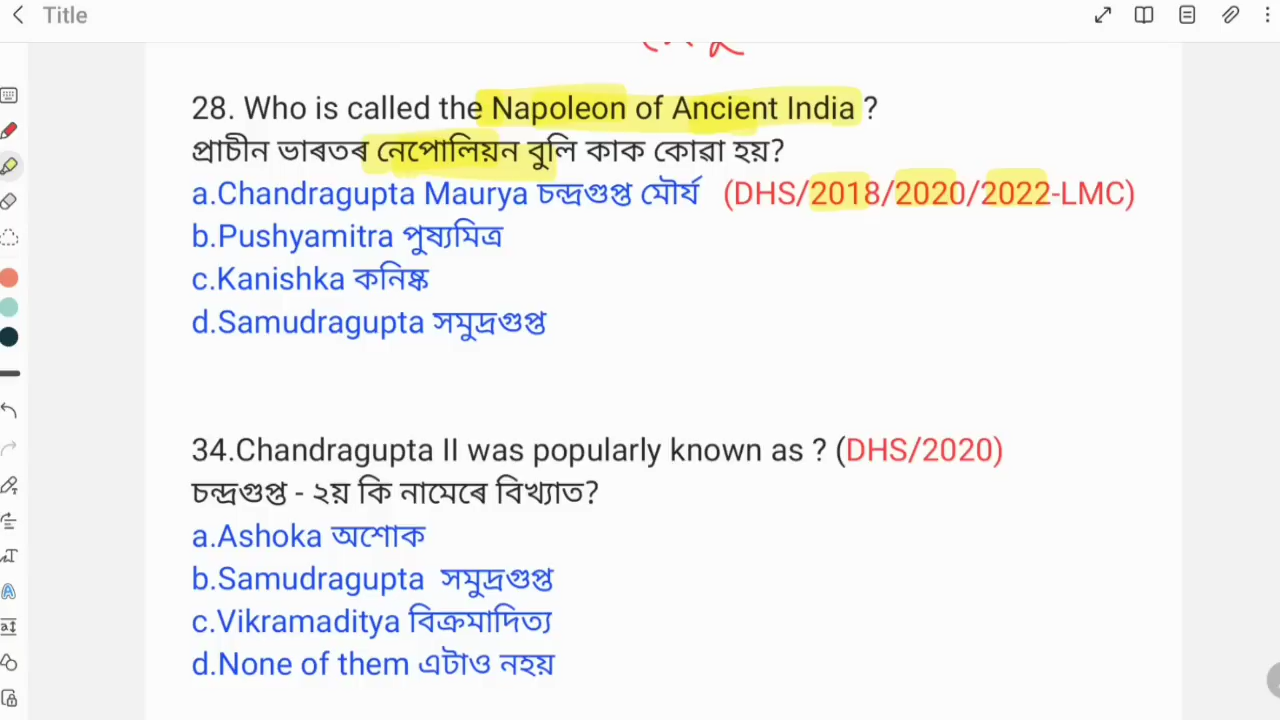 Title
28. Who is called the Napoleon of Ancient India ?
প্ৰাচীন ভাৰতৰ নেপোলিয়ন বুলি কাক কোৱা হয়?
a.Chandragupta Maurya চন্দ্ৰগুপ্ত মৌৰ্য (DHS/2018/2020/2022-LMC)
b.Pushyamitra পুষ্যমিত্ৰ
c.Kanishka কনিষ্ক
d.Samudragupta সমুদ্ৰগুপ্ত
34.Chandragupta II was popularly known as ? (DHS/2020)
চন্দ্ৰগুপ্ত - ২য় কি নামেৰে বিখ্যাত?
a.Ashoka অশোক
b.Samudragupta সমুদ্ৰগুপ্ত
c.Vikramaditya বিক্ৰমাদিত্য
d.None of them এটাও নহয়